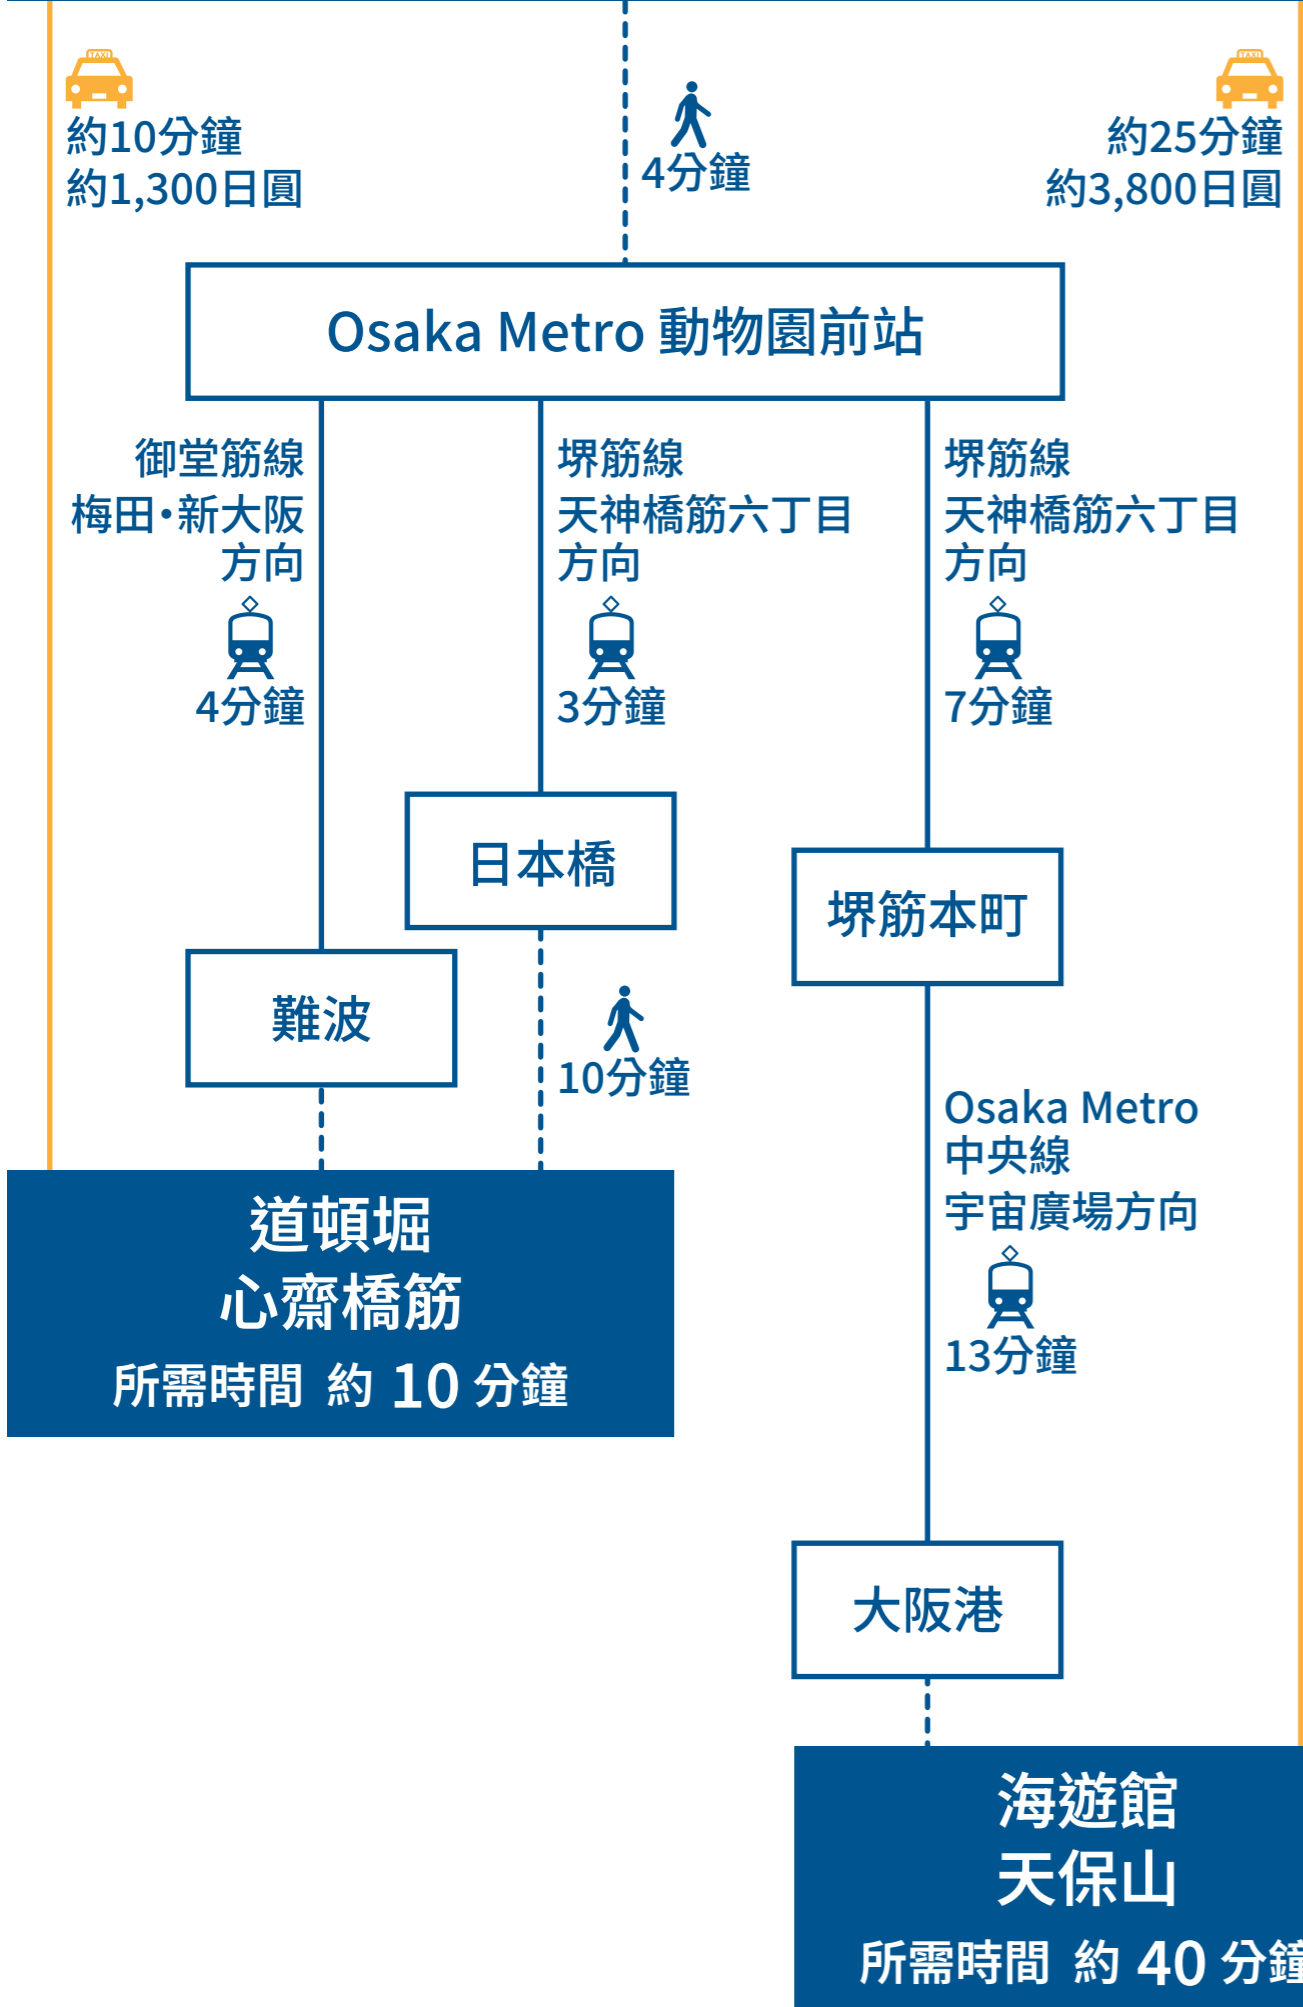 TAXI
約10分鐘
約1,300日圓
4分鐘
TAXI
約25分鐘
約3,800日圓
Osaka Metro 動物園前站
御堂筋線
梅田・新大阪
方向
4分鐘
堺筋線
天神橋筋六丁目
方向
3分鐘
堺筋線
天神橋筋六丁目
方向
7分鐘
日本橋
堺筋本町
難波
10分鐘
Osaka Metro
中央線
宇宙廣場方向
13分鐘
道頓堀
心齋橋筋
所需時間 約 10 分鐘
大阪港
海遊館
天保山
所需時間 約 40 分鐘